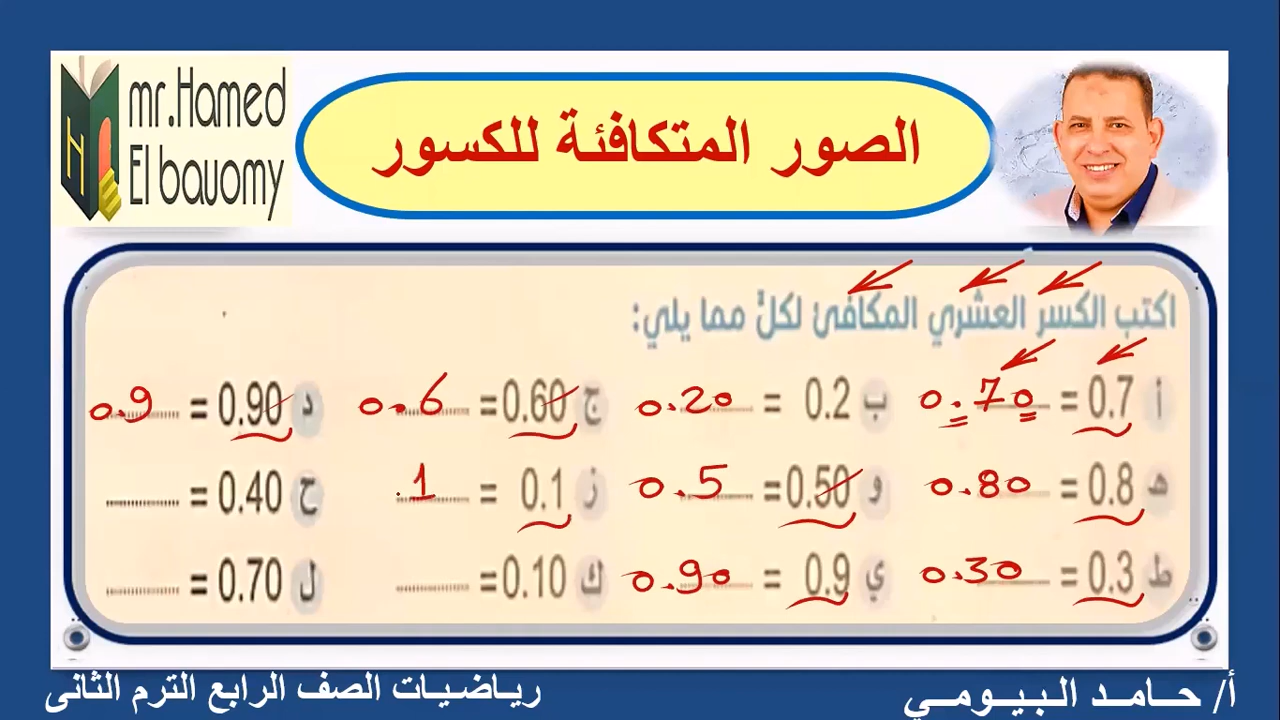 mr.Hamed
El bauomy
الصور المتكافئة للكسور
اكتب الكسر العشري المكافئ لكلٍّ مما يلي:
أ 0.7 = 0.70 ب 0.2 = 0.20 ج 0.60 = 0.6 د 0.90 = 0.9
هـ 0.8 = 0.80 و 0.50 = 0.5 ز 0.1 = .1 ح 0.40 = ........
ط 0.3 = 0.30 ي 0.9 = 0.90 ك 0.10 = ........ ل 0.70 = ........
أ/ حـامـد الـبـيـومـي
ريـاضـيـات الصف الرابع الترم الثانى